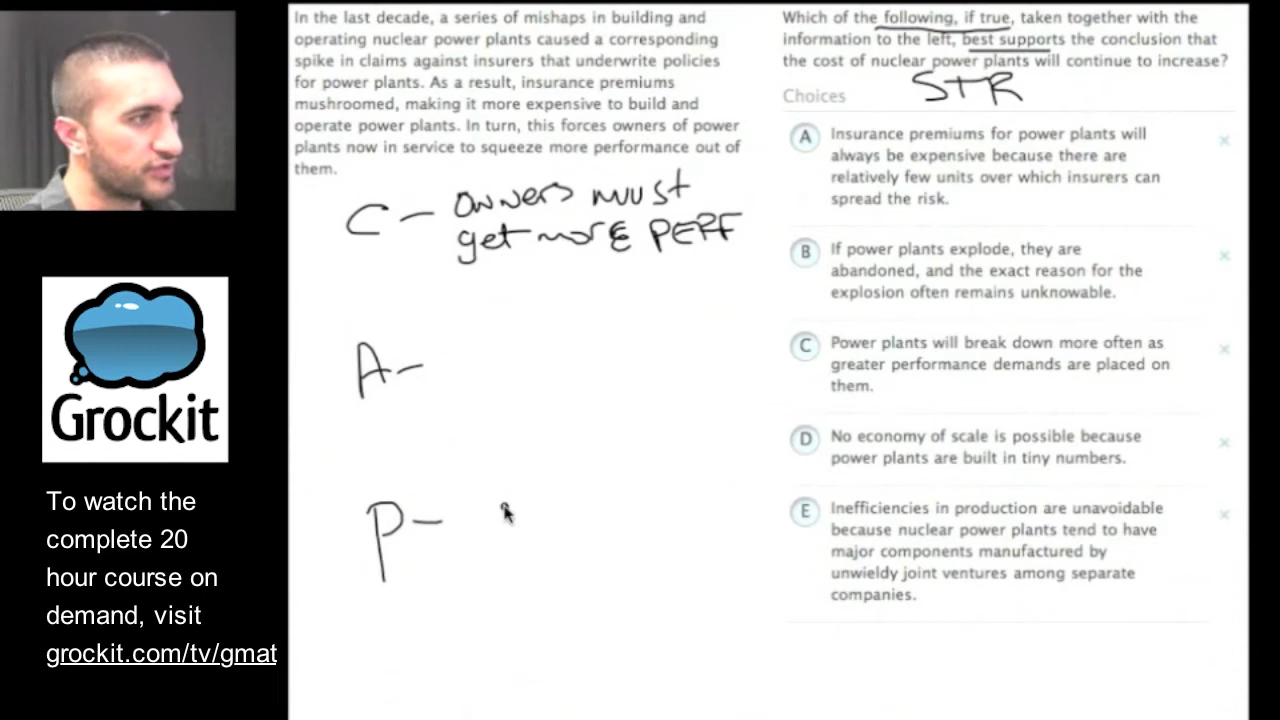 In the last decade, a series of mishaps in building and
operating nuclear power plants caused a corresponding
spike in claims against insurers that underwrite policies
for power plants. As a result, insurance premiums
mushroomed, making it more expensive to build and
operate power plants. In turn, this forces owners of power
plants now in service to squeeze more performance out of
them.
C - owners must
get more PERF
A-
P-
Which of the following, if true, taken together with the
information to the left, best supports the conclusion that
the cost of nuclear power plants will continue to increase?
STR
Choices
A Insurance premiums for power plants will
always be expensive because there are
relatively few units over which insurers can
spread the risk.
B If power plants explode, they are
abandoned, and the exact reason for the
explosion often remains unknowable.
C Power plants will break down more often as
greater performance demands are placed on
them.
D No economy of scale is possible because
power plants are built in tiny numbers.
E Inefficiencies in production are unavoidable
because nuclear power plants tend to have
major components manufactured by
unwieldy joint ventures among separate
companies.
Grockit
To watch the
complete 20
hour course on
demand, visit
grockit.com/tv/gmat